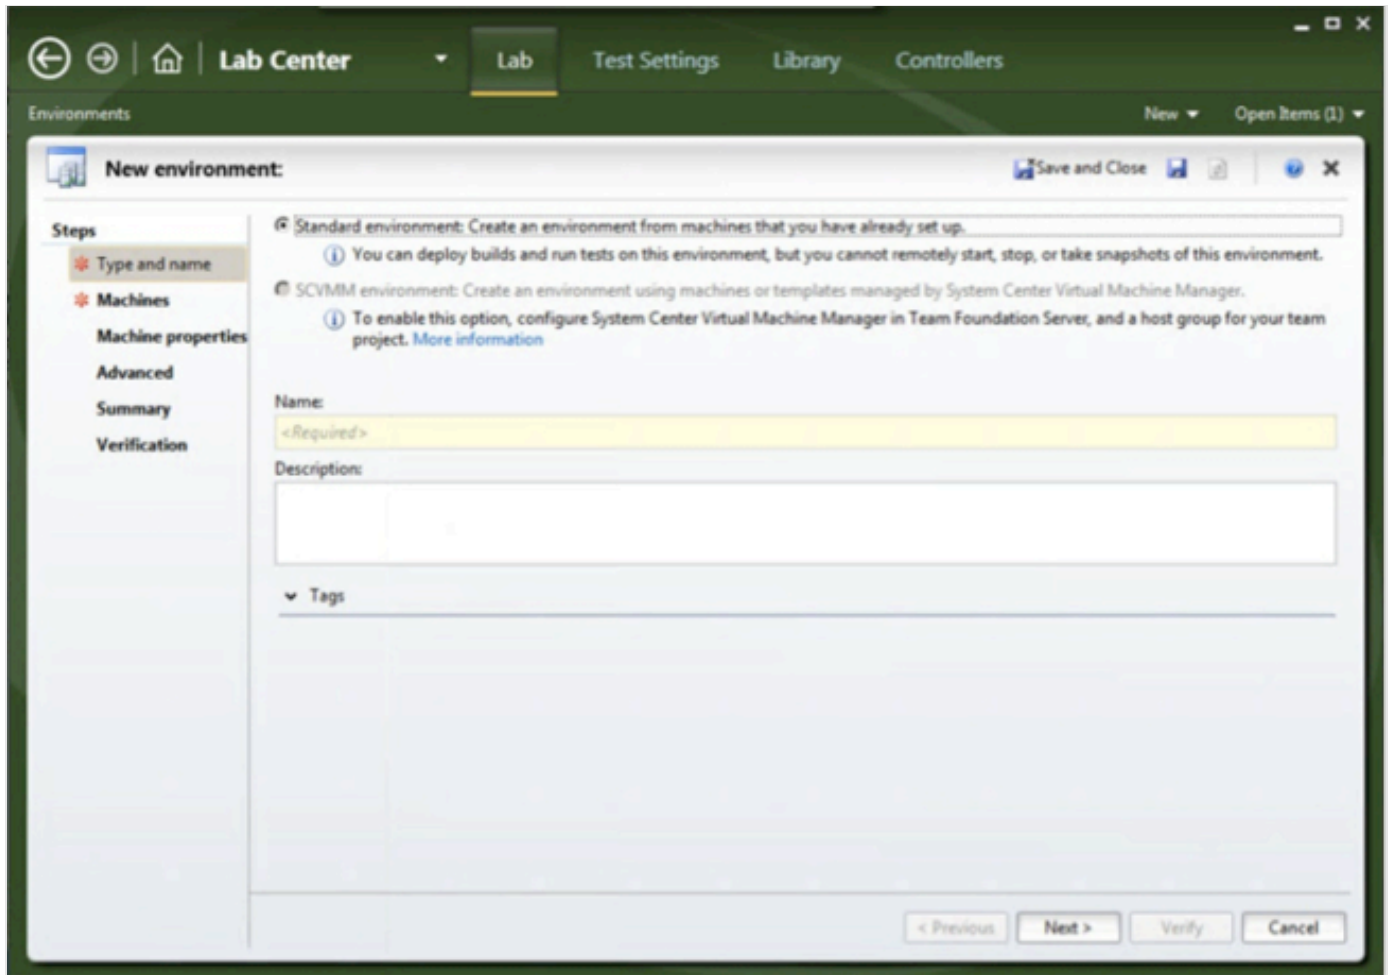 Lab Center
Lab
Test Settings
Library
Controllers
Environments
New
Open Items (1)
New environment:
Save and Close
Steps
Type and name
Machines
Machine properties
Advanced
Summary
Verification
Standard environment: Create an environment from machines that you have already set up.
You can deploy builds and run tests on this environment, but you cannot remotely start, stop, or take snapshots of this environment.
SCVMM environment: Create an environment using machines or templates managed by System Center Virtual Machine Manager.
To enable this option, configure System Center Virtual Machine Manager in Team Foundation Server, and a host group for your team
project. More information
Name:
<Required>
Description:
Tags
< Previous
Next >
Verify
Cancel